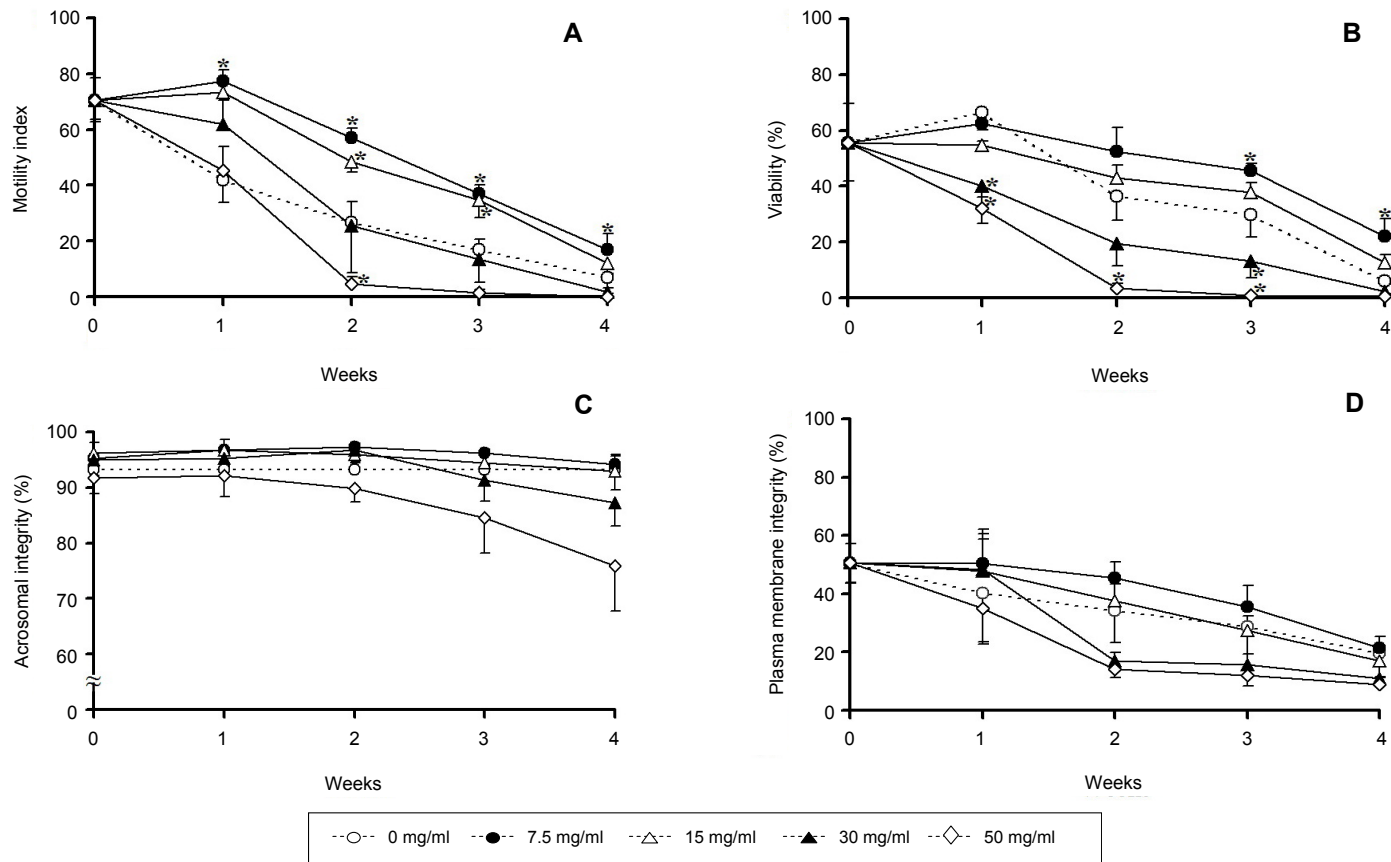 A
Motility index
100
80
60
40
20
0
*
*
*
*
*
*
*
0 1 2 3 4
Weeks
B
Viability (%)
100
80
60
40
20
0
*
*
*
*
*
*
*
0 1 2 3 4
Weeks
C
Acrosomal integrity (%)
100
90
80
70
60
≈
0
0 1 2 3 4
Weeks
D
Plasma membrane integrity (%)
100
80
60
40
20
0
0 1 2 3 4
Weeks
0 mg/ml 7.5 mg/ml 15 mg/ml 30 mg/ml 50 mg/ml